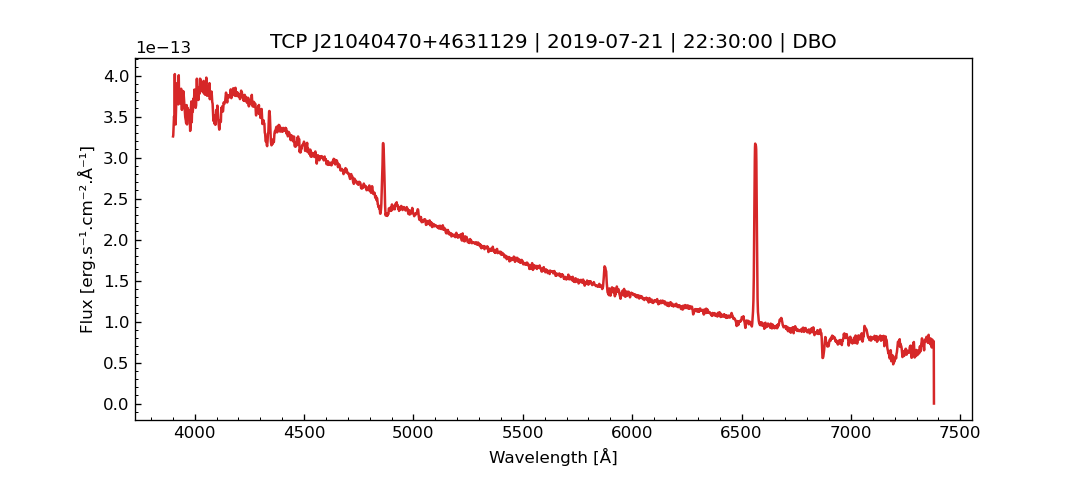 TCP J21040470+4631129 | 2019-07-21 | 22:30:00 | DBO
1e−13
4.0
3.5
3.0
2.5
2.0
1.5
1.0
0.5
0.0
Flux [erg.s⁻¹.cm⁻².Å⁻¹]
4000 4500 5000 5500 6000 6500 7000 7500
Wavelength [Å]